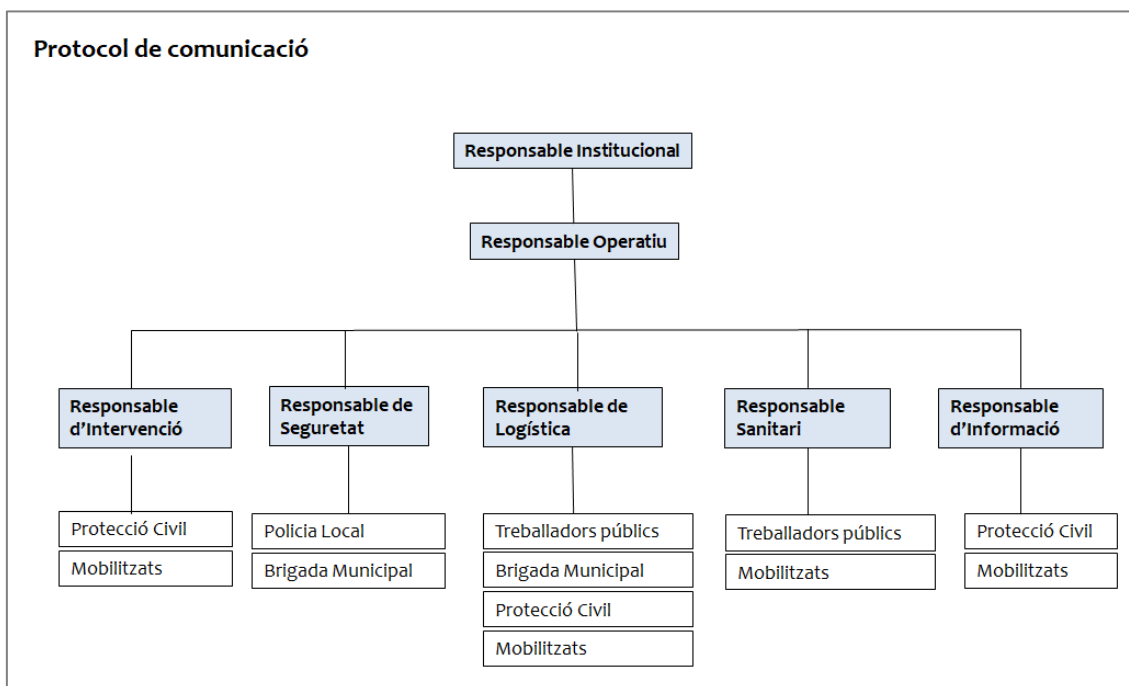 Protocol de comunicació
Responsable Institucional
Responsable Operatiu
Responsable
d’Intervenció
Responsable de
Seguretat
Responsable de
Logística
Responsable
Sanitari
Responsable
d’Informació
Protecció Civil
Mobilitzats
Policia Local
Brigada Municipal
Treballadors públics
Brigada Municipal
Protecció Civil
Mobilitzats
Treballadors públics
Mobilitzats
Protecció Civil
Mobilitzats